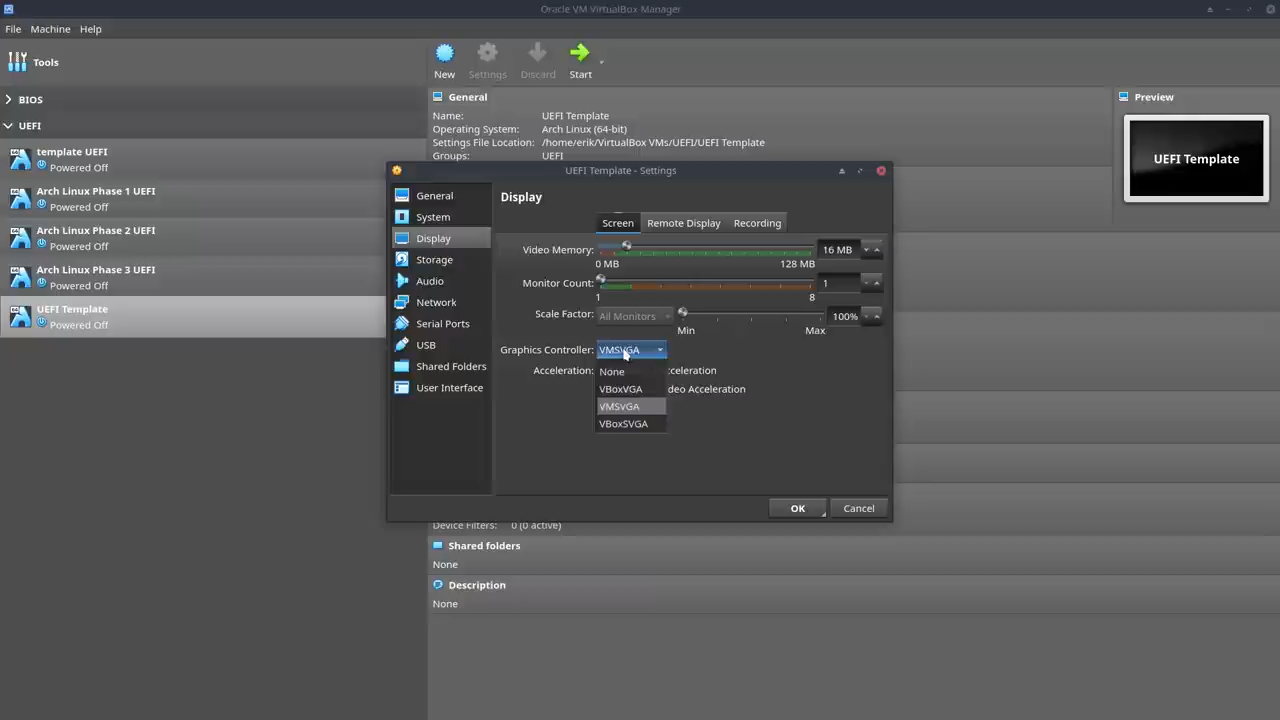 Oracle VM VirtualBox Manager
File Machine Help
Tools
New Settings Discard Start
BIOS
UEFI
template UEFI
Powered Off
Arch Linux Phase 1 UEFI
Powered Off
Arch Linux Phase 2 UEFI
Powered Off
Arch Linux Phase 3 UEFI
Powered Off
UEFI Template
Powered Off
General
Name: UEFI Template
Operating System: Arch Linux (64-bit)
Settings File Location: /home/erik/VirtualBox VMs/UEFI/UEFI Template
Groups: UEFI
Preview
UEFI Template
UEFI Template - Settings
General
System
Display
Storage
Audio
Network
Serial Ports
USB
Shared Folders
User Interface
Display
Screen Remote Display Recording
Video Memory: 16 MB
0 MB 128 MB
Monitor Count: 1
1 8
Scale Factor: All Monitors 100%
Min Max
Graphics Controller: VMSVGA
None
VBoxVGA
VMSVGA
VBoxSVGA
Acceleration: cceleration
deo Acceleration
OK Cancel
Device Filters: 0 (0 active)
Shared folders
None
Description
None